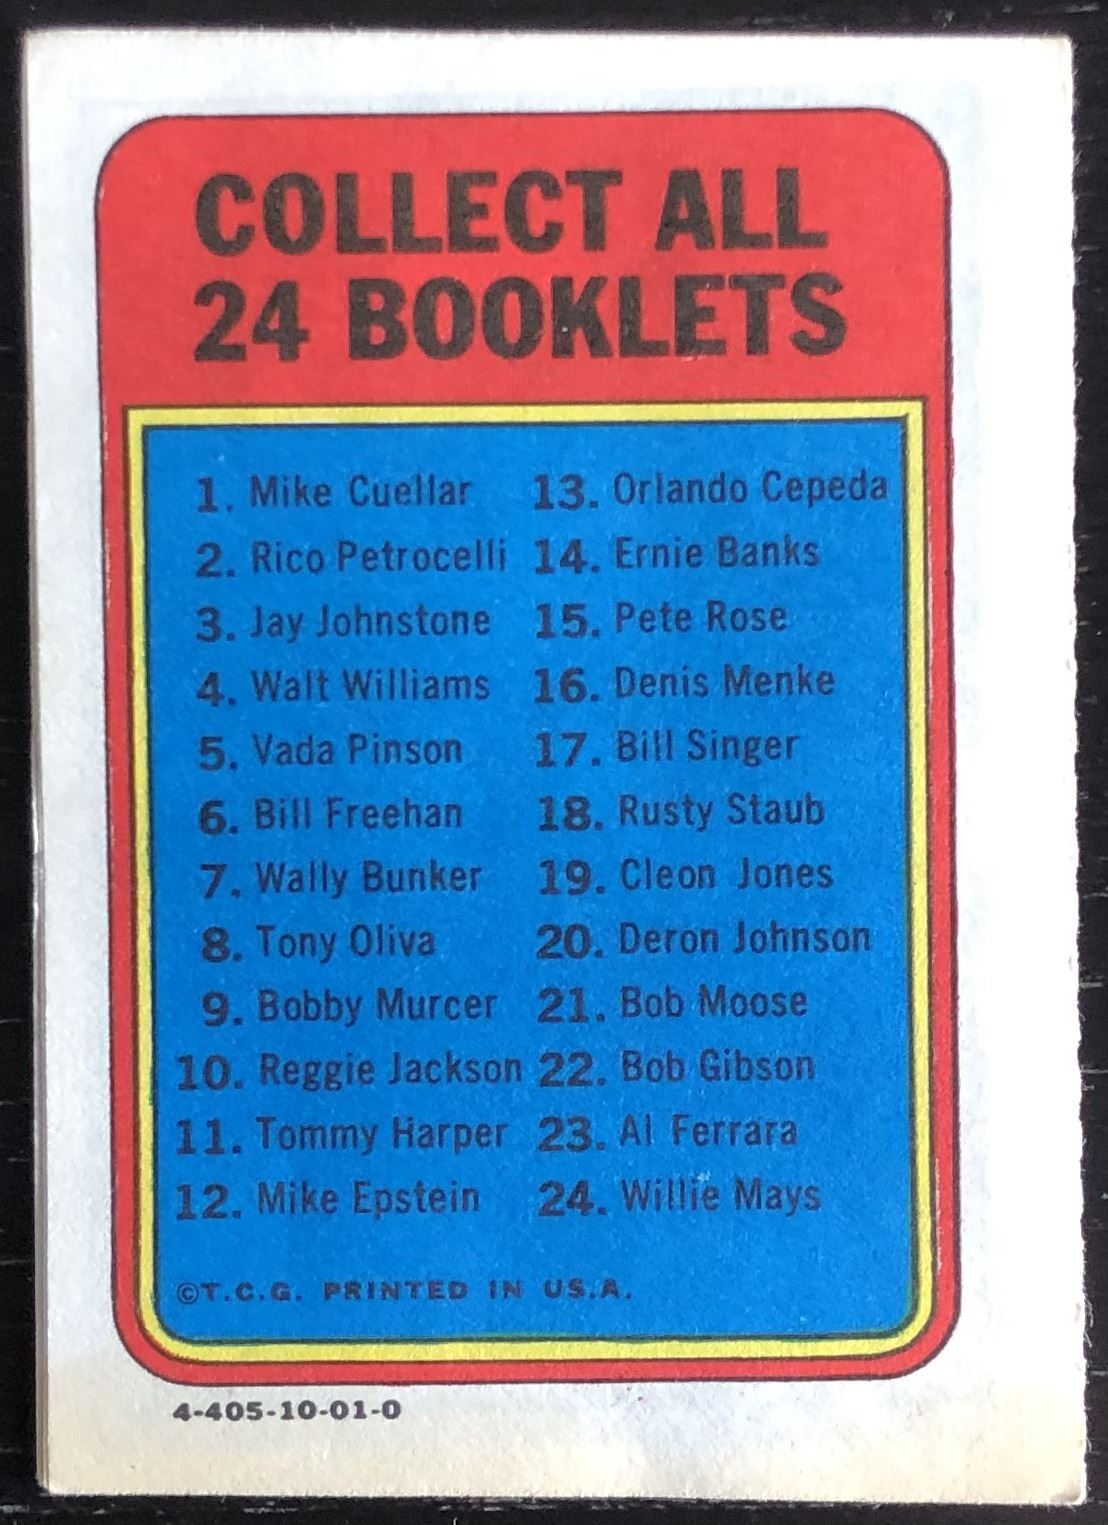 COLLECT ALL
24 BOOKLETS
1. Mike Cuellar
2. Rico Petrocelli
3. Jay Johnstone
4. Walt Williams
5. Vada Pinson
6. Bill Freehan
7. Wally Bunker
8. Tony Oliva
9. Bobby Murcer
10. Reggie Jackson
11. Tommy Harper
12. Mike Epstein
13. Orlando Cepeda
14. Ernie Banks
15. Pete Rose
16. Denis Menke
17. Bill Singer
18. Rusty Staub
19. Cleon Jones
20. Deron Johnson
21. Bob Moose
22. Bob Gibson
23. Al Ferrara
24. Willie Mays
©T.C.G. PRINTED IN U.S.A.
4-405-10-01-0